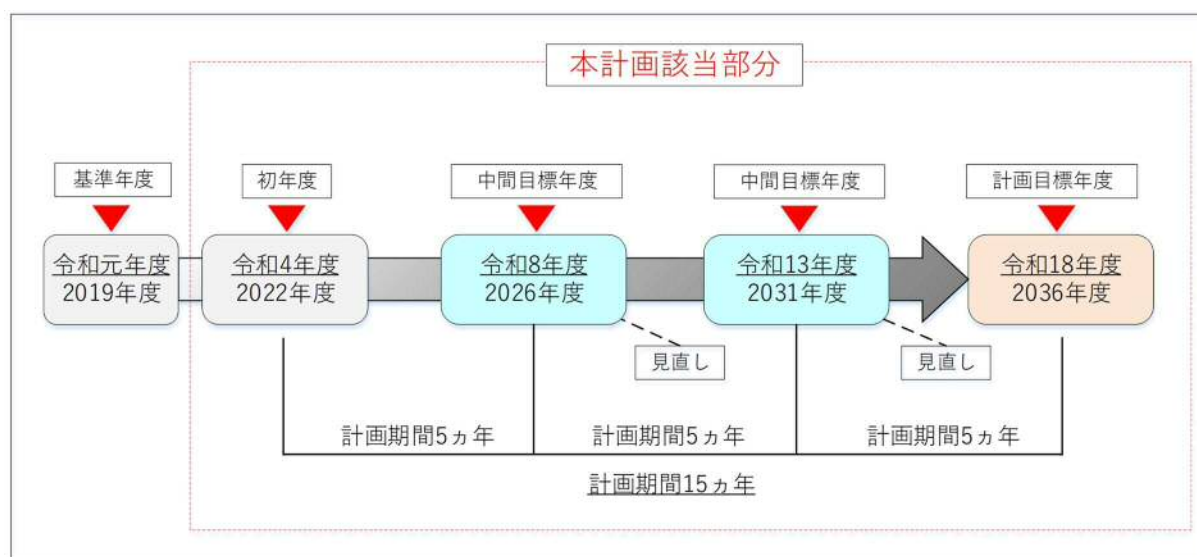 本計画該当部分
基準年度
初年度
中間目標年度
中間目標年度
計画目標年度
令和元年度
2019年度
令和4年度
2022年度
令和8年度
2026年度
令和13年度
2031年度
令和18年度
2036年度
見直し
見直し
計画期間5ヵ年
計画期間5ヵ年
計画期間5ヵ年
計画期間15ヵ年